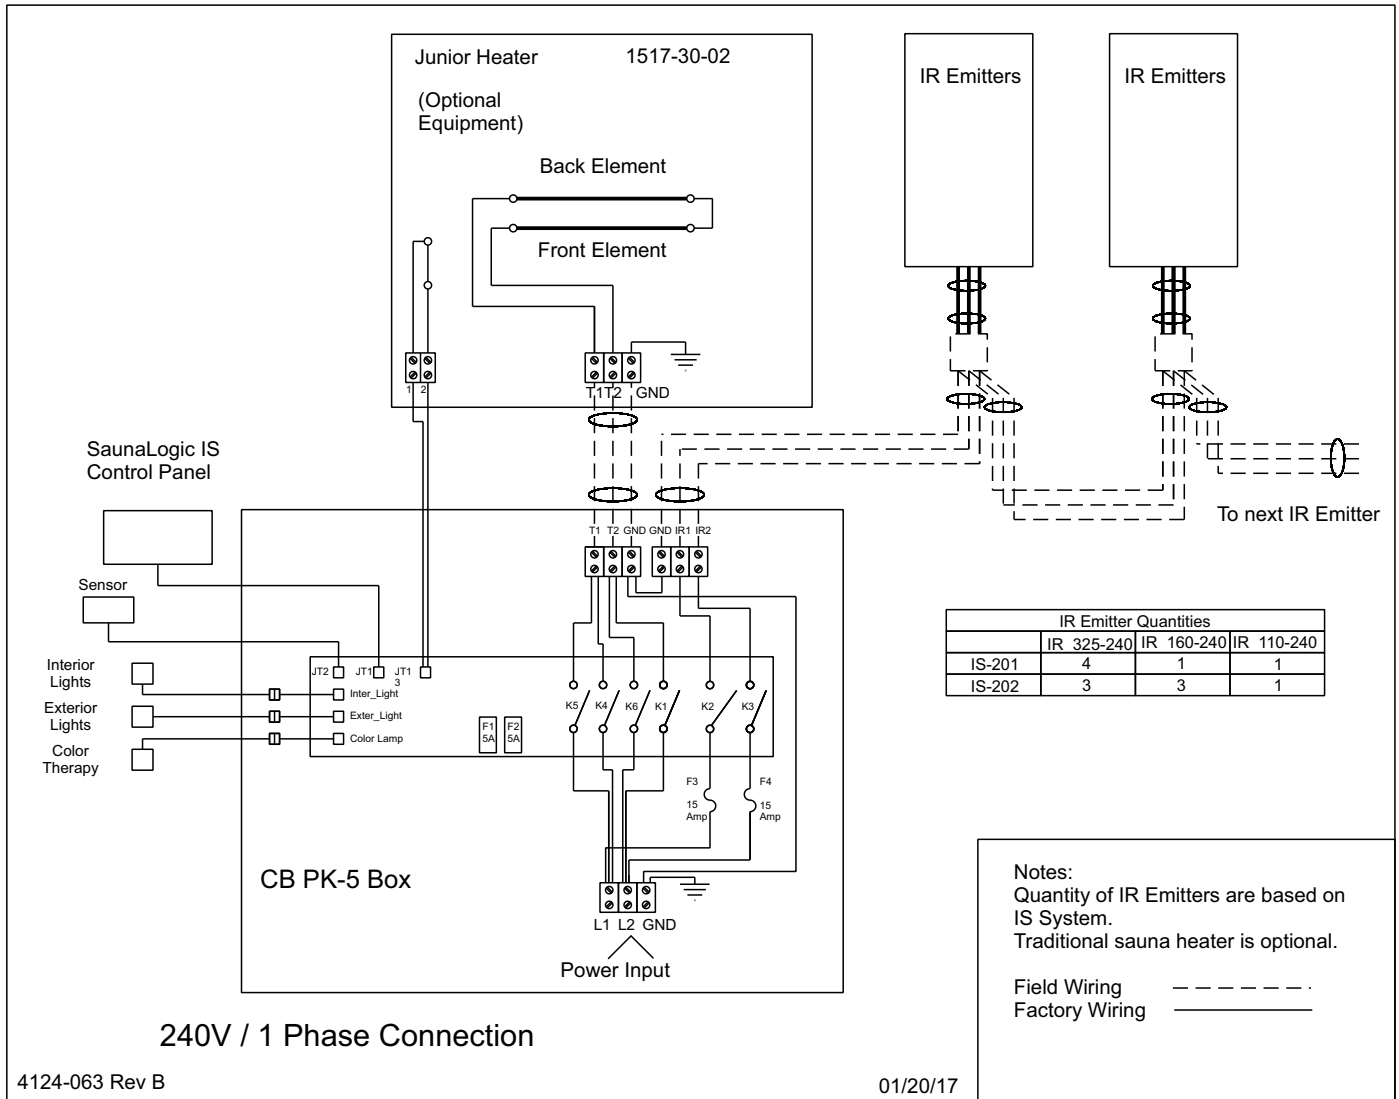 Junior Heater 1517-30-02
(Optional
Equipment)
Back Element
Front Element
1 2
T1 T2 GND
IR Emitters
IR Emitters
To next IR Emitter
SaunaLogic IS
Control Panel
Sensor
Interior
Lights
Exterior
Lights
Color
Therapy
T1 T2 GND GND IR1 IR2
JT2 JT1 JT1
3
Inter_Light
Exter_Light
Color Lamp
F1
5A
F2
5A
K5 K4 K6 K1 K2 K3
F3
15
Amp
F4
15
Amp
CB PK-5 Box
L1 L2 GND
Power Input
IR Emitter Quantities
IR 325-240 IR 160-240 IR 110-240
IS-201 4 1 1
IS-202 3 3 1
Notes:
Quantity of IR Emitters are based on
IS System.
Traditional sauna heater is optional.
Field Wiring
Factory Wiring
240V / 1 Phase Connection
4124-063 Rev B
01/20/17